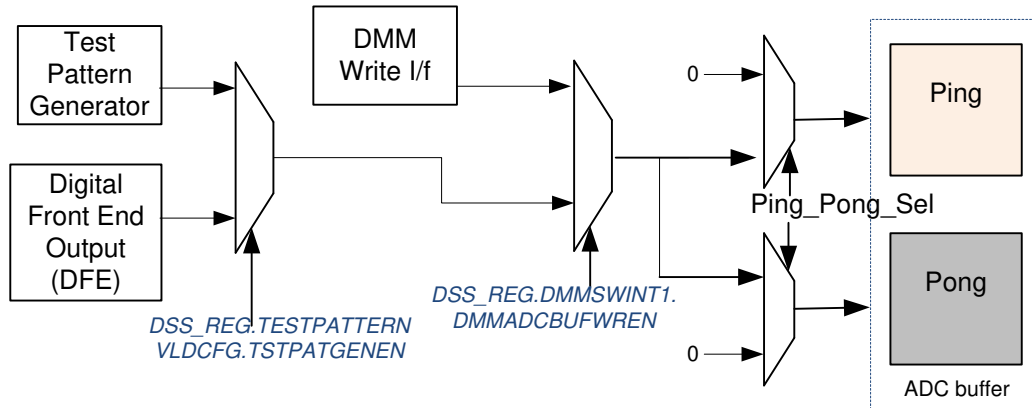 Test
Pattern
Generator
DMM
Write I/f
0
Ping
Digital
Front End
Output
(DFE)
Ping_Pong_Sel
DSS_REG.TESTPATTERN
VLDCFG.TSTPATGENEN
DSS_REG.DMMSWINT1.
DMMADCBUFWREN
Pong
0
ADC buffer